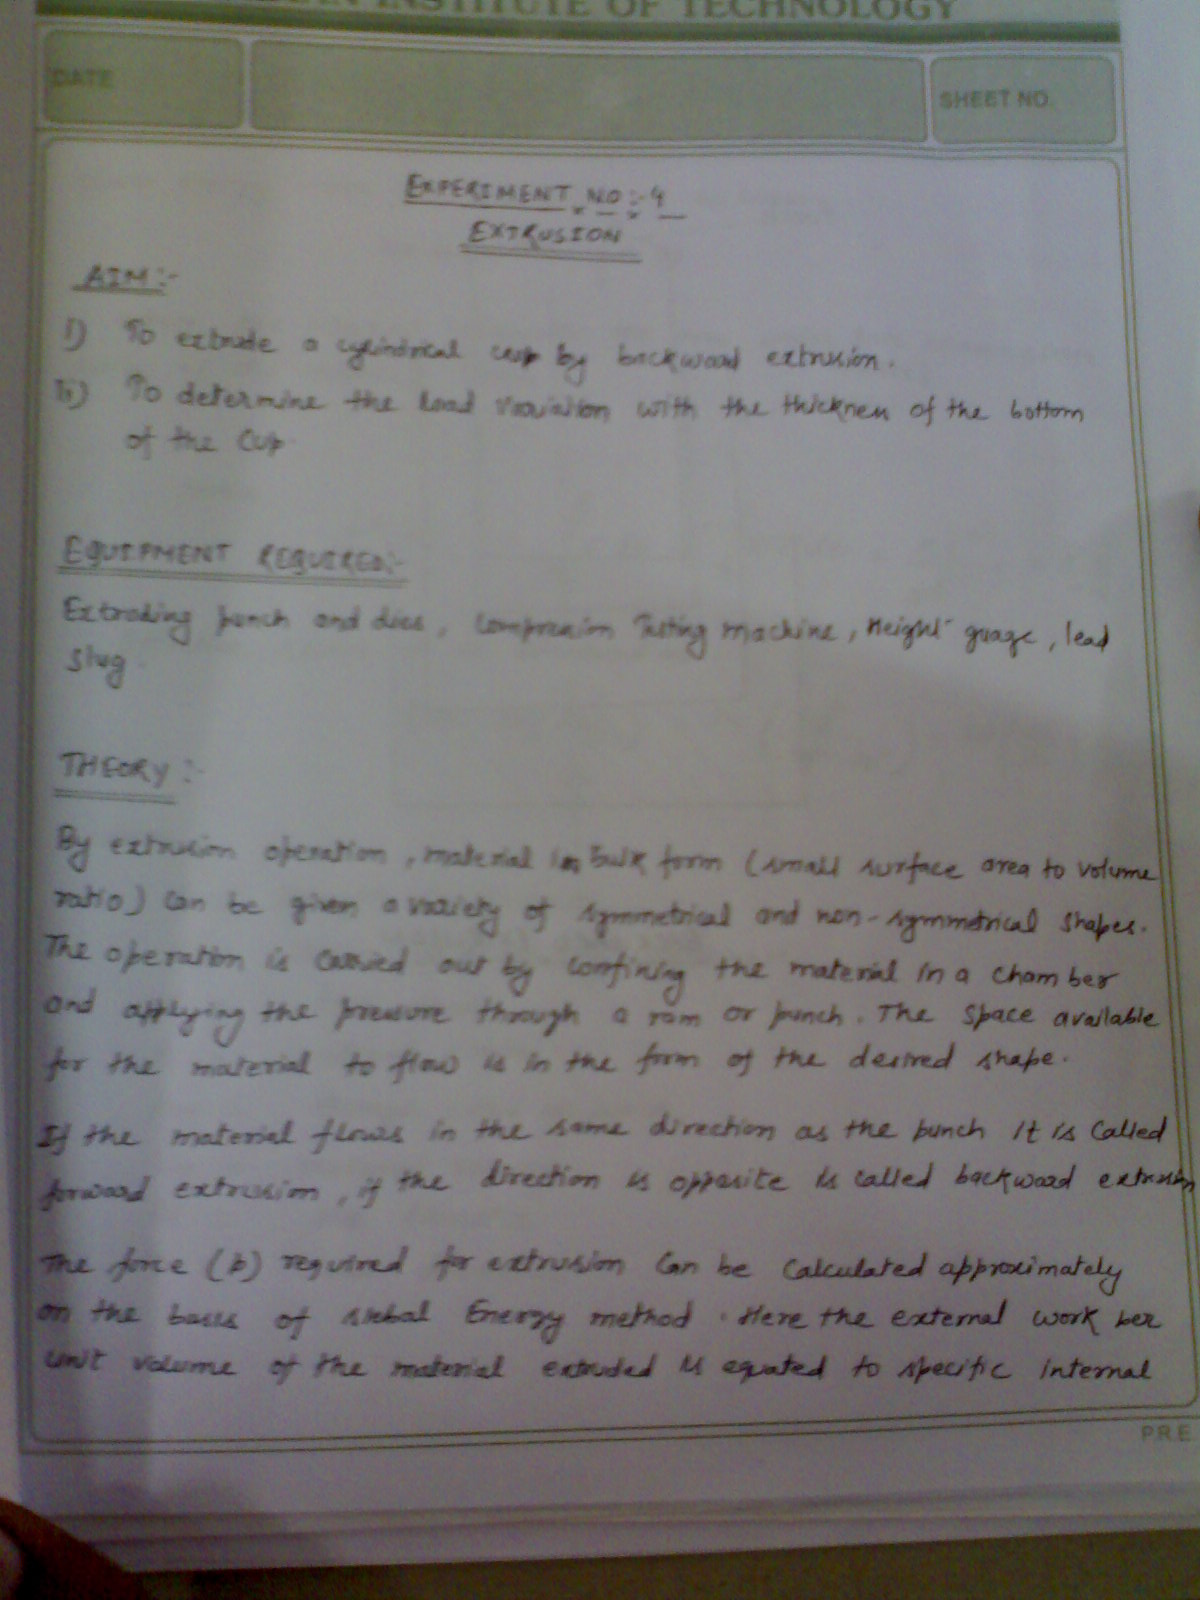 INSTITUTE OF TECHNOLOGY
DATE
SHEET NO.
EXPERIMENT NO:- 4
EXTRUSION
AIM:-
i) To extrude a cylindrical cup by backward extrusion.
ii) To determine the load variation with the thickness of the bottom
of the Cup
EQUIPMENT REQUIRED:-
Extruding punch and dies, Compression Testing machine, Height guage, lead
slug.
THEORY:-
By extrusion operation, material in Bulk form (small surface area to volume
ratio) can be given a variety of symmetrical and non-symmetrical shapes.
The operation is carried out by confining the material in a chamber
and applying the pressure through a ram or punch. The space available
for the material to flow is in the form of the desired shape.
If the material flows in the same direction as the punch it is called
forward extrusion, if the direction is opposite is called backward extrusion
The force (p) required for extrusion can be calculated approximately
on the basis of Energy method. Here the external work per
unit volume of the material extruded is equated to specific internal
P.R.E